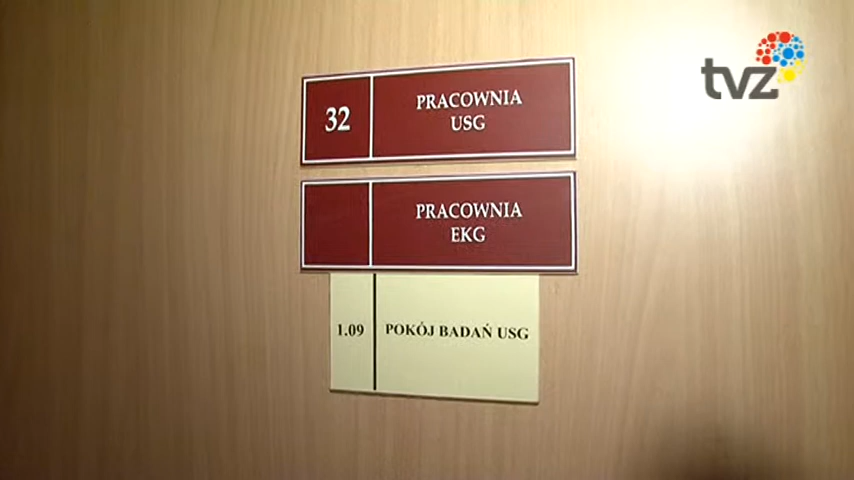 tvz
32
PRACOWNIA
USG
PRACOWNIA
EKG
1.09
POKÓJ BADAŃ USG